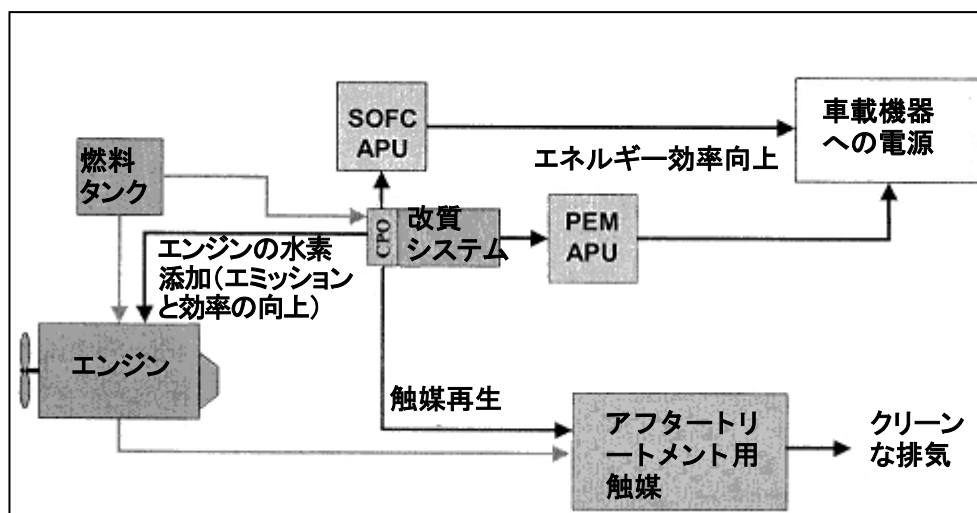 SOFC
APU
車載機器
への電源
エネルギー効率向上
燃料
タンク
CPO
改質
システム
PEM
APU
エンジンの水素
添加(エミッション
と効率の向上)
エンジン
触媒再生
アフタートリ
ートメント用
触媒
クリーン
な排気